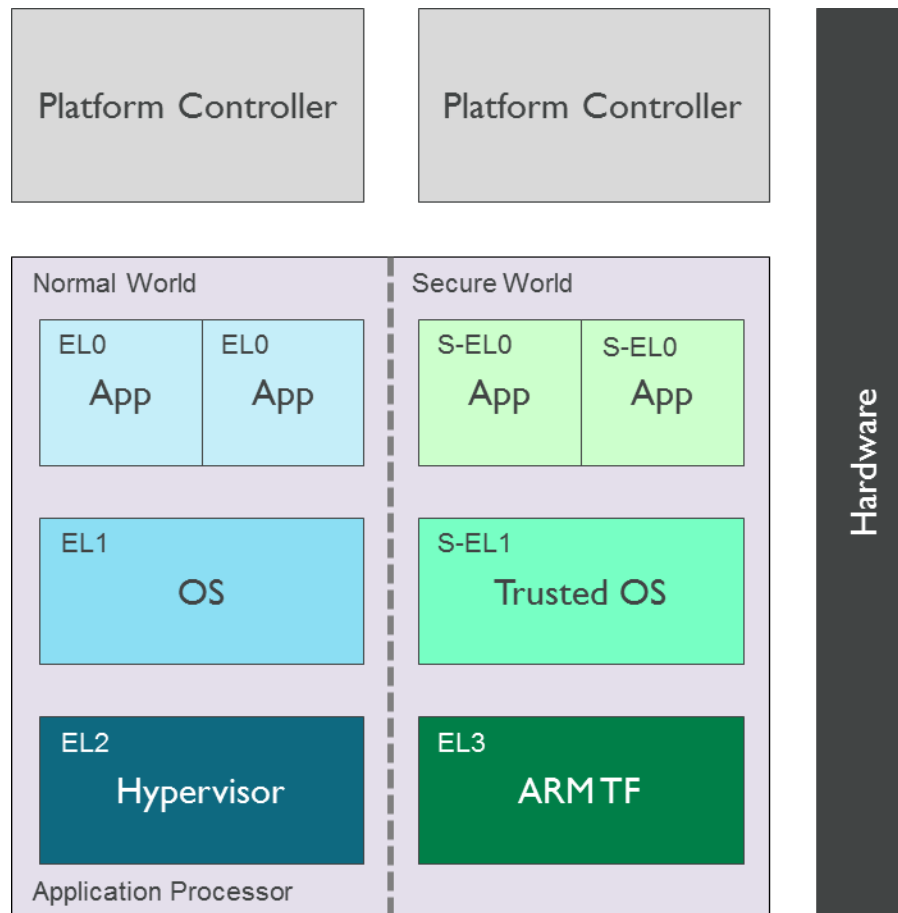 Platform Controller
Platform Controller
Hardware
Normal World
Secure World
EL0
App
EL0
App
S-EL0
App
S-EL0
App
EL1
OS
S-EL1
Trusted OS
EL2
Hypervisor
EL3
ARM TF
Application Processor